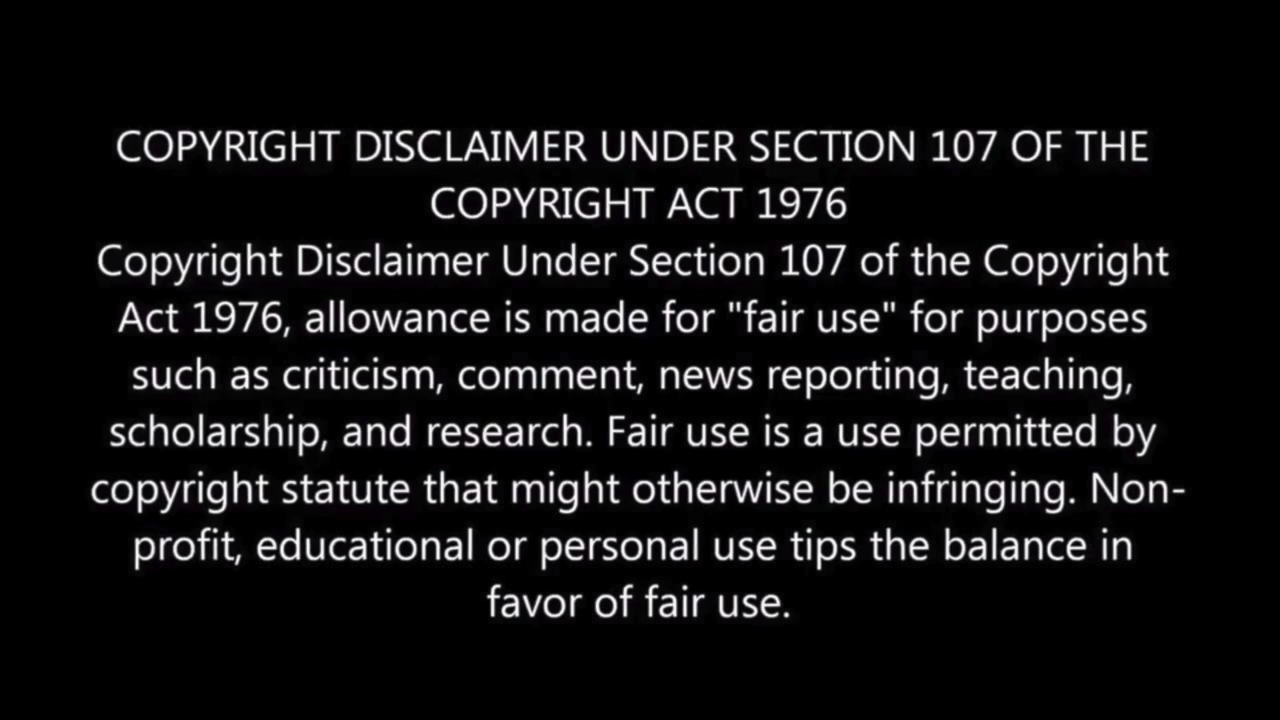 COPYRIGHT DISCLAIMER UNDER SECTION 107 OF THE
COPYRIGHT ACT 1976
Copyright Disclaimer Under Section 107 of the Copyright
Act 1976, allowance is made for "fair use" for purposes
such as criticism, comment, news reporting, teaching,
scholarship, and research. Fair use is a use permitted by
copyright statute that might otherwise be infringing. Non-
profit, educational or personal use tips the balance in
favor of fair use.